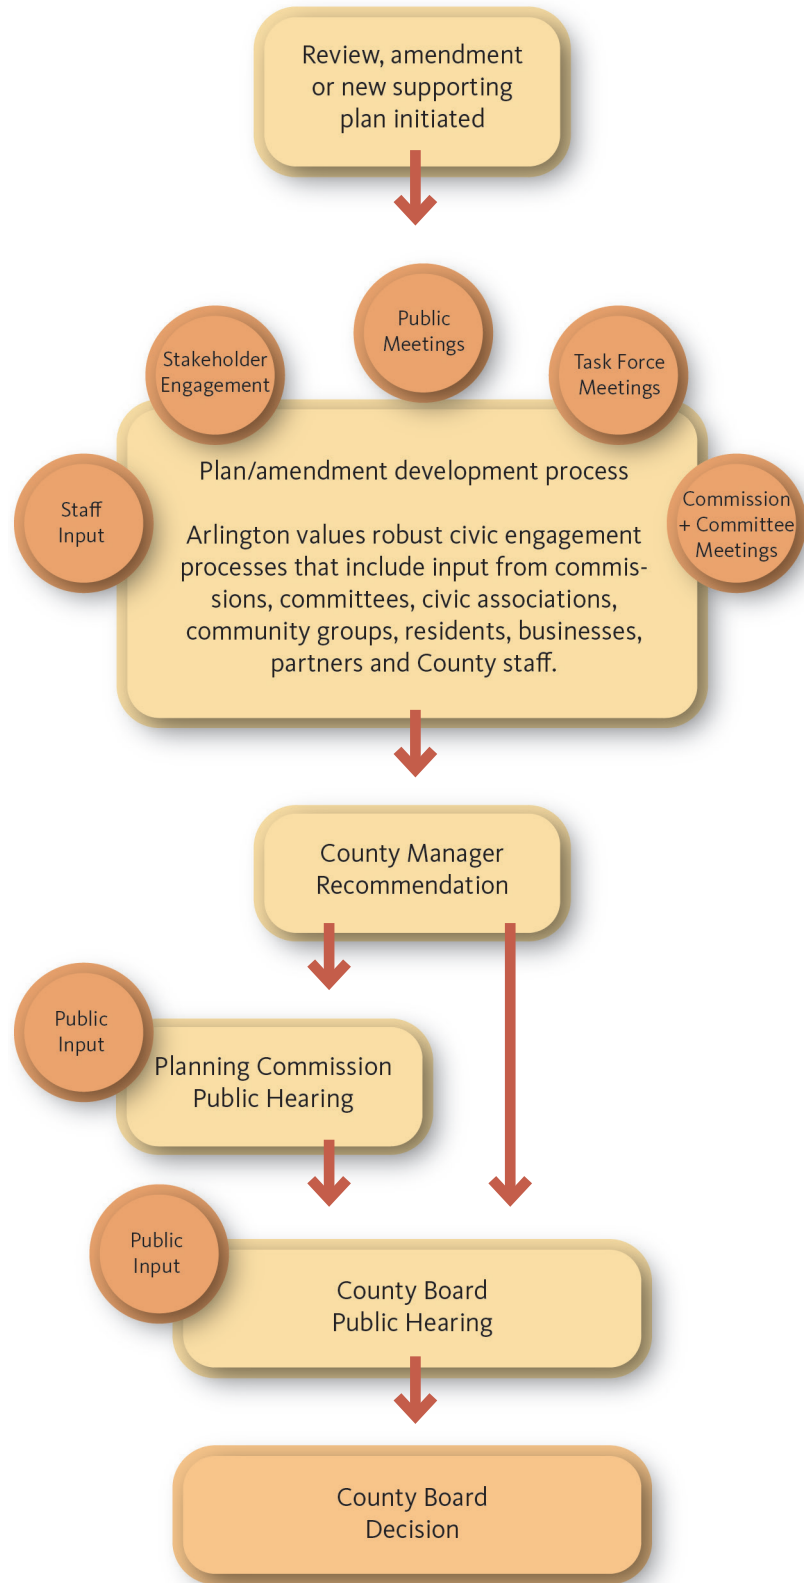 Review, amendment
or new supporting
plan initiated
Public
Meetings
Stakeholder
Engagement
Task Force
Meetings
Staff
Input
Commission
+ Committee
Meetings
Plan/amendment development process
Arlington values robust civic engagement
processes that include input from commis-
sions, committees, civic associations,
community groups, residents, businesses,
partners and County staff.
County Manager
Recommendation
Public
Input
Planning Commission
Public Hearing
Public
Input
County Board
Public Hearing
County Board
Decision